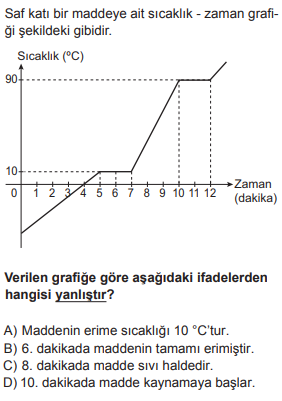 Saf katı bir maddeye ait sıcaklık - zaman grafi-
ği şekildeki gibidir.
Sıcaklık (ºC)
90
10
0 1 2 3 4 5 6 7 8 9 10 11 12
Zaman
(dakika)
Verilen grafiğe göre aşağıdaki ifadelerden
hangisi yanlıştır?
A) Maddenin erime sıcaklığı 10 °C'tur.
B) 6. dakikada maddenin tamamı erimiştir.
C) 8. dakikada madde sıvı haldedir.
D) 10. dakikada madde kaynamaya başlar.